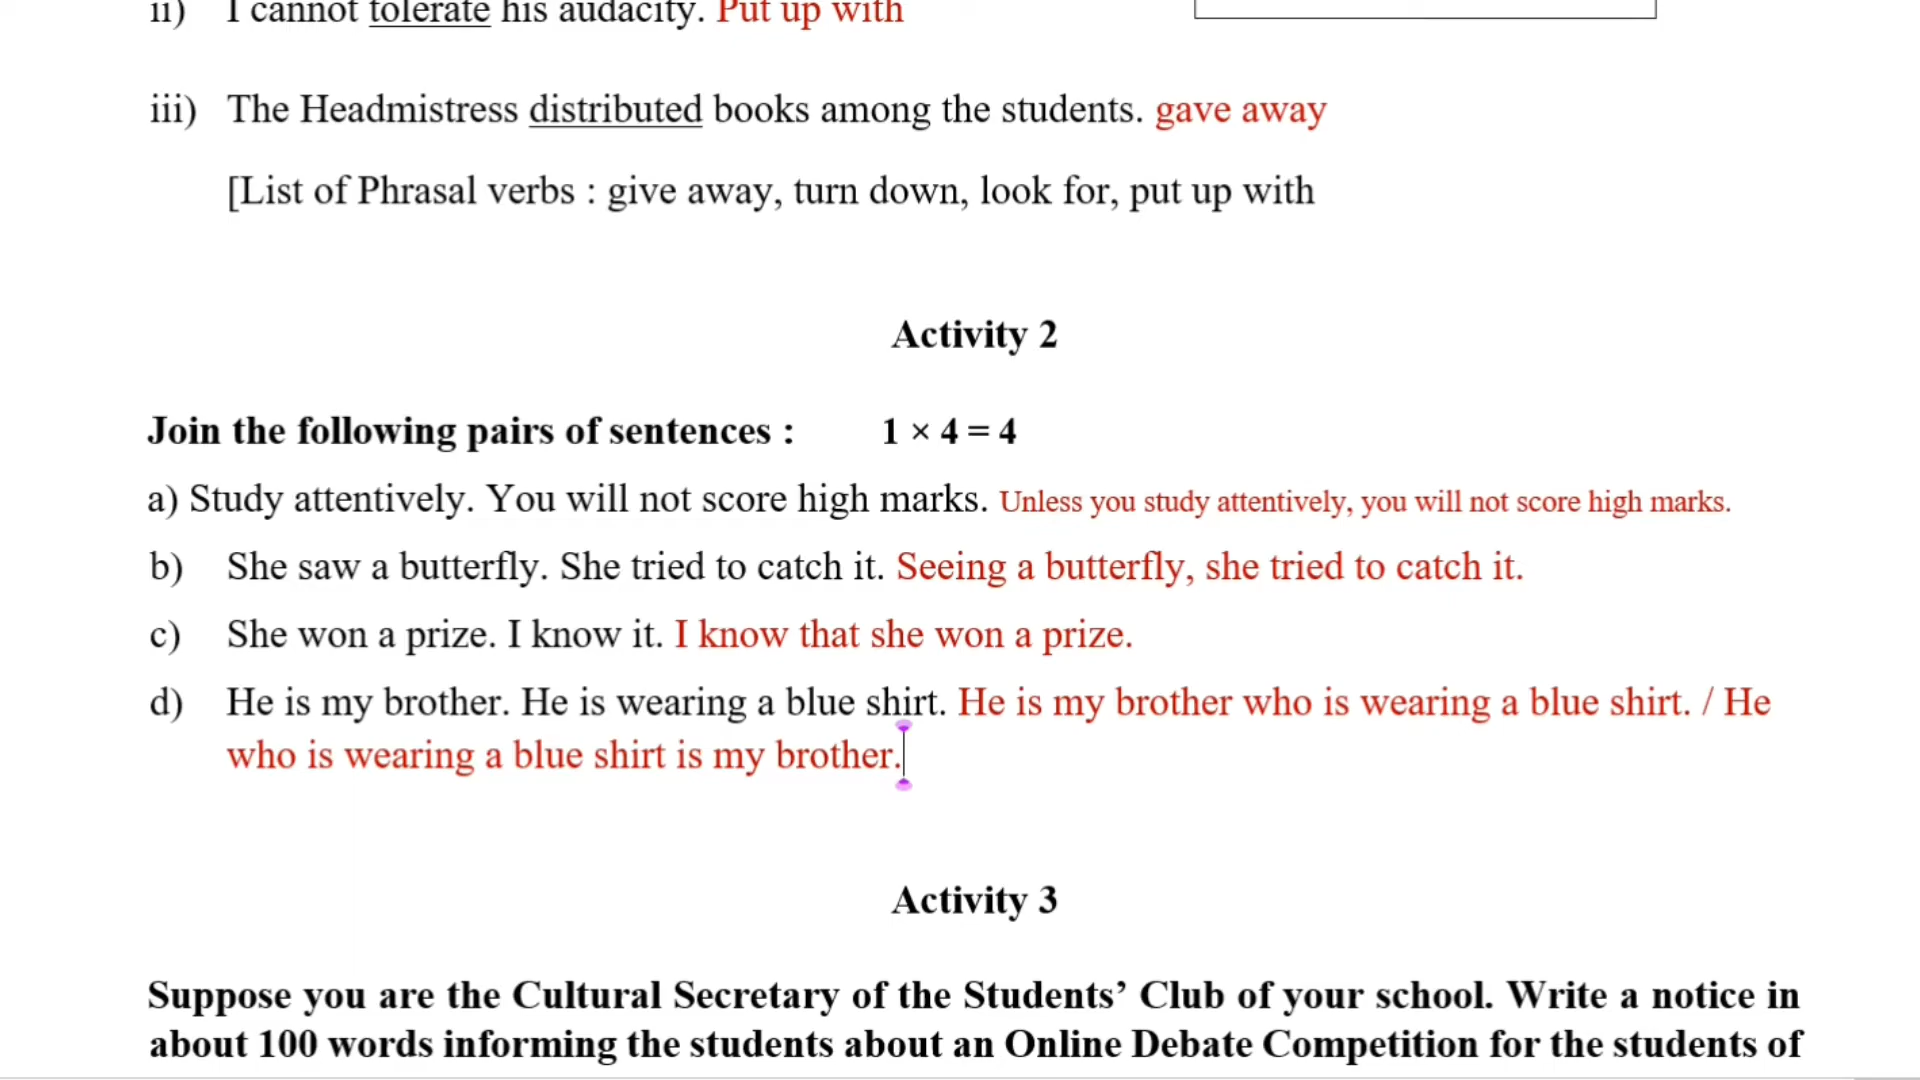 ii) I cannot tolerate his audacity. Put up with
iii) The Headmistress distributed books among the students. gave away
[List of Phrasal verbs : give away, turn down, look for, put up with
Activity 2
Join the following pairs of sentences : 1 × 4 = 4
a) Study attentively. You will not score high marks. Unless you study attentively, you will not score high marks.
b) She saw a butterfly. She tried to catch it. Seeing a butterfly, she tried to catch it.
c) She won a prize. I know it. I know that she won a prize.
d) He is my brother. He is wearing a blue shirt. He is my brother who is wearing a blue shirt. / He
who is wearing a blue shirt is my brother.
Activity 3
Suppose you are the Cultural Secretary of the Students’ Club of your school. Write a notice in
about 100 words informing the students about an Online Debate Competition for the students of